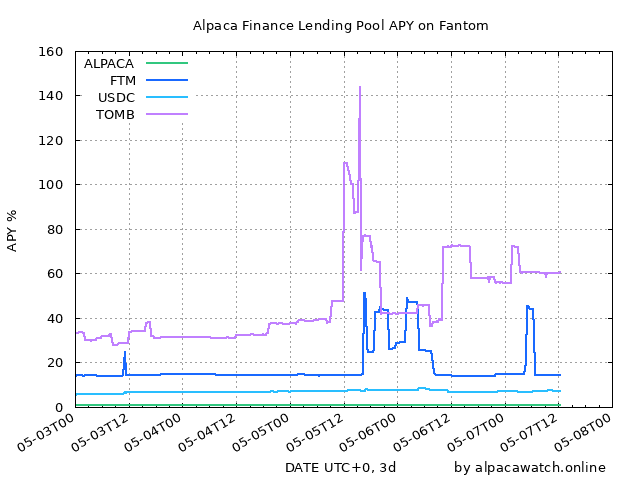 Alpaca Finance Lending Pool APY on Fantom
APY %
160
140
120
100
80
60
40
20
0
ALPACA
FTM
USDC
TOMB
05-03T00
05-03T12
05-04T00
05-04T12
05-05T00
05-05T12
05-06T00
05-06T12
05-07T00
05-07T12
05-08T00
DATE UTC+0, 3d
by alpacawatch.online